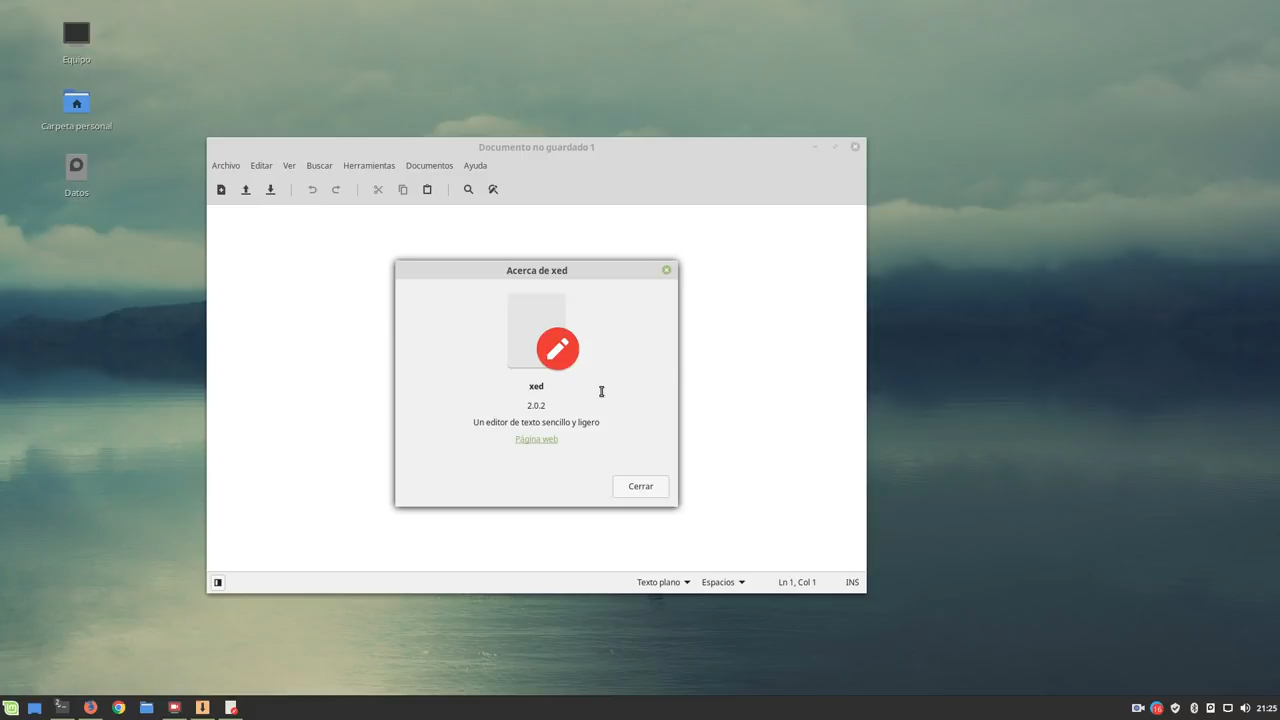 Equipo
Carpeta personal
Datos
Documento no guardado 1
Archivo Editar Ver Buscar Herramientas Documentos Ayuda
Acerca de xed
xed
2.0.2
Un editor de texto sencillo y ligero
Página web
Cerrar
Texto plano Espacios Ln 1, Col 1 INS
16 21:25